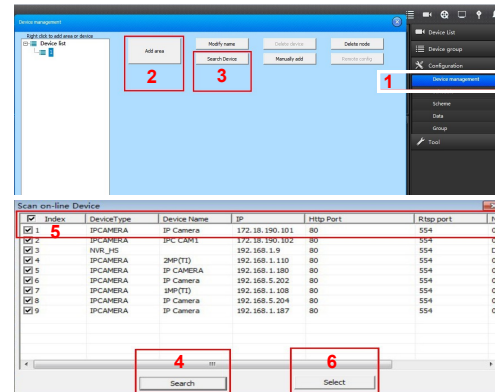 Device management
Right click to add area or device
Device list
1
Add area
2
Modify name
Delete device
Delete node
Search Device
3
Manually add
Remote config
Device List
Device group
Configuration
1
Device management
Scheme
Data
Group
Tool
Scan on-line Device
Index DeviceType Device Name IP Http Port Rtsp port
5
1 IPCAMERA IP Camera 172.18.190.101 80 554
2 IPCAMERA IPC CAM1 172.18.190.102 80 554
3 NVR_HS 192.168.1.9 80 554
4 IPCAMERA 2MP(TI) 192.168.1.110 80 554
5 IPCAMERA IP CAMERA 192.168.1.180 80 554
6 IPCAMERA IP Camera 192.168.5.202 80 554
7 IPCAMERA 1MP(TI) 192.168.1.108 80 554
8 IPCAMERA IP Camera 192.168.5.204 80 554
9 IPCAMERA IP Camera 192.168.1.187 80 554
4
Search
6
Select